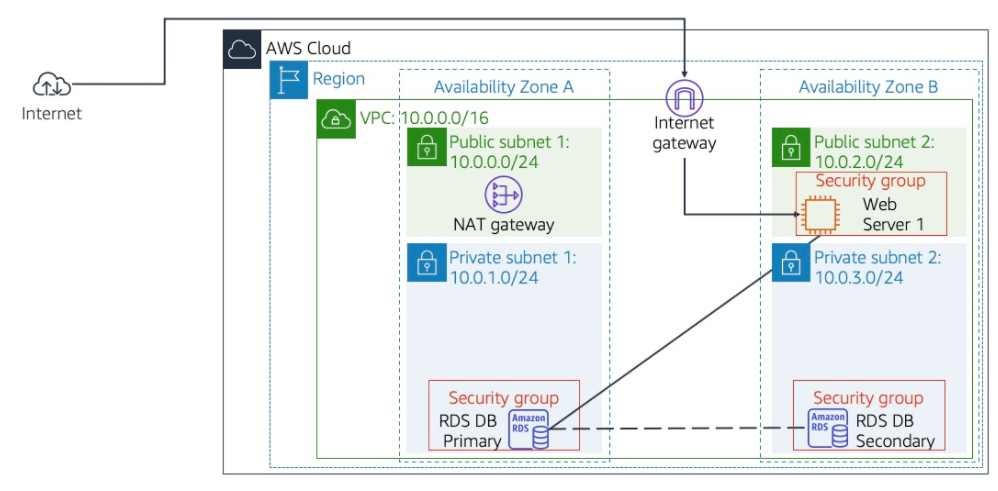 AWS Cloud
Region
Availability Zone A
Availability Zone B
Internet
VPC: 10.0.0.0/16
Internet
gateway
Public subnet 1:
10.0.0.0/24
NAT gateway
Public subnet 2:
10.0.2.0/24
Security group
Web
Server 1
Private subnet 1:
10.0.1.0/24
Private subnet 2:
10.0.3.0/24
Security group
RDS DB
Primary
Amazon
RDS
Security group
Amazon
RDS
RDS DB
Secondary